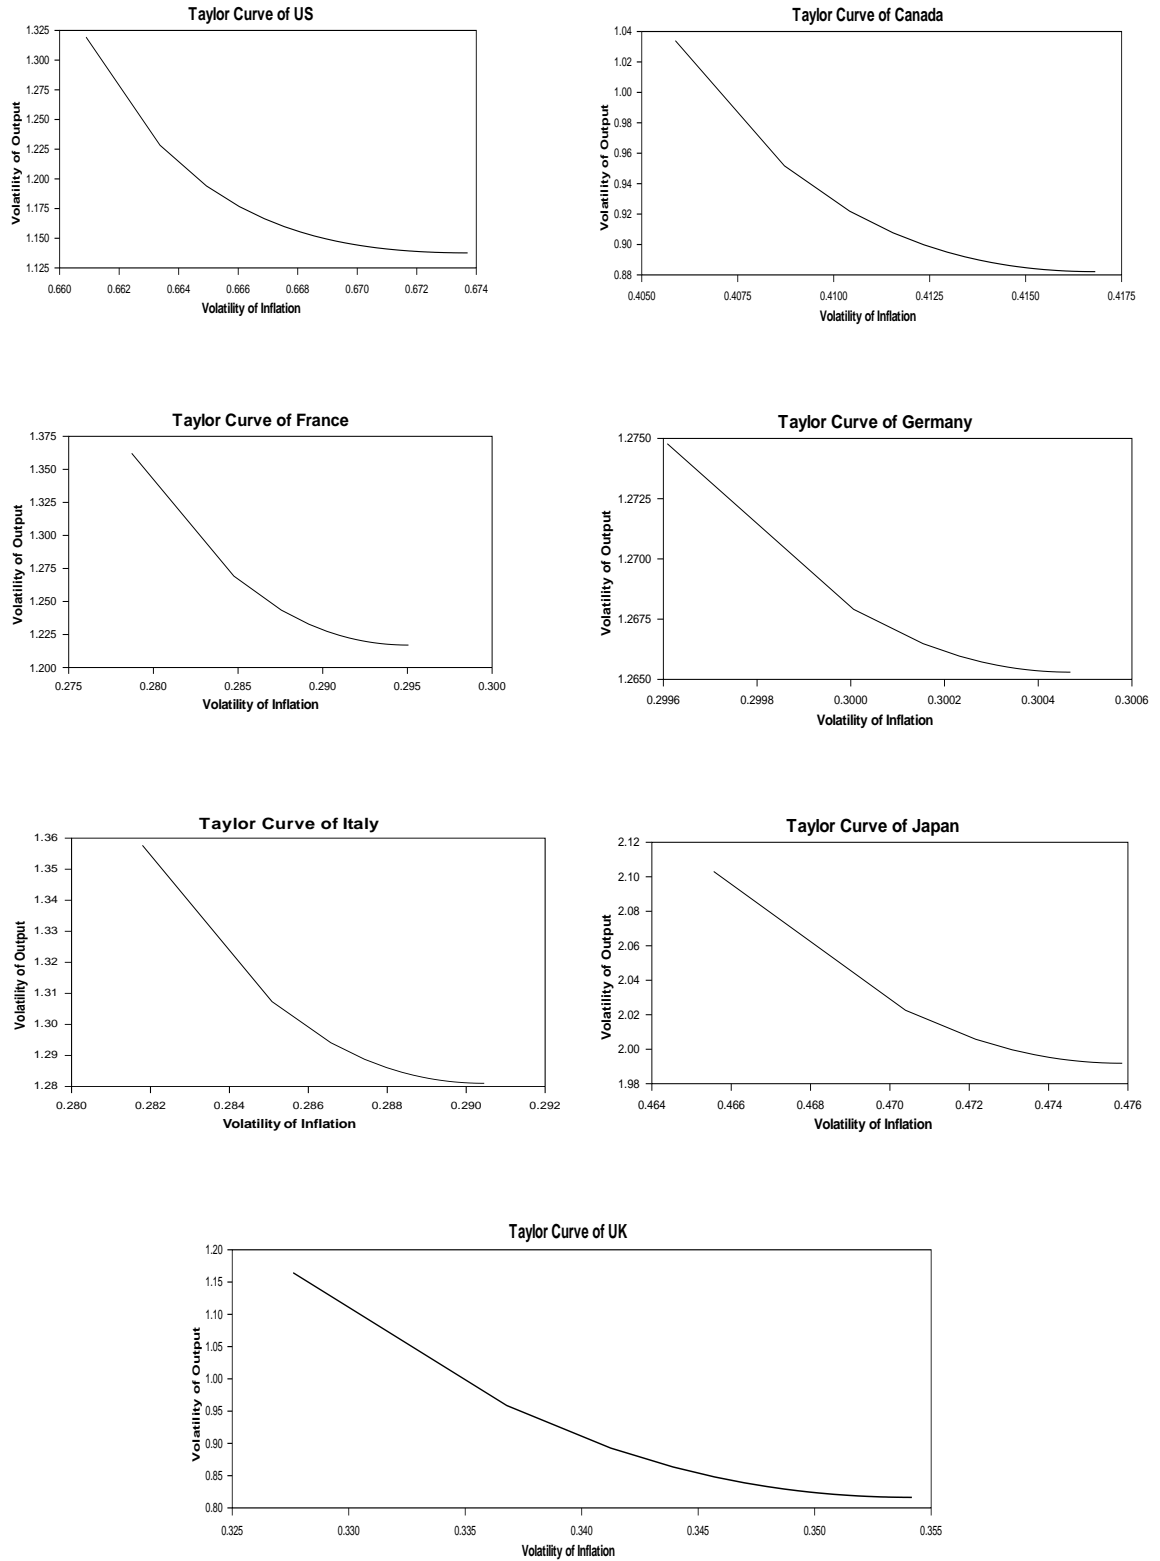 Taylor Curve of US
Volatility of Output
1.325
1.300
1.275
1.250
1.225
1.200
1.175
1.150
1.125
0.660 0.662 0.664 0.666 0.668 0.670 0.672 0.674
Volatility of Inflation
Taylor Curve of Canada
Volatility of Output
1.04
1.02
1.00
0.98
0.96
0.94
0.92
0.90
0.88
0.4050 0.4075 0.4100 0.4125 0.4150 0.4175
Volatility of Inflation
Taylor Curve of France
Volatility of Output
1.375
1.350
1.325
1.300
1.275
1.250
1.225
1.200
0.275 0.280 0.285 0.290 0.295 0.300
Volatility of Inflation
Taylor Curve of Germany
Volatility of Output
1.2750
1.2725
1.2700
1.2675
1.2650
0.2996 0.2998 0.3000 0.3002 0.3004 0.3006
Volatility of Inflation
Taylor Curve of Italy
Volatility of Output
1.36
1.35
1.34
1.33
1.32
1.31
1.30
1.29
1.28
0.280 0.282 0.284 0.286 0.288 0.290 0.292
Volatility of Inflation
Taylor Curve of Japan
Volatility of Output
2.12
2.10
2.08
2.06
2.04
2.02
2.00
1.98
0.464 0.466 0.468 0.470 0.472 0.474 0.476
Volatility of Inflation
Taylor Curve of UK
Volatility of Output
1.20
1.15
1.10
1.05
1.00
0.95
0.90
0.85
0.80
0.325 0.330 0.335 0.340 0.345 0.350 0.355
Volatility of Inflation